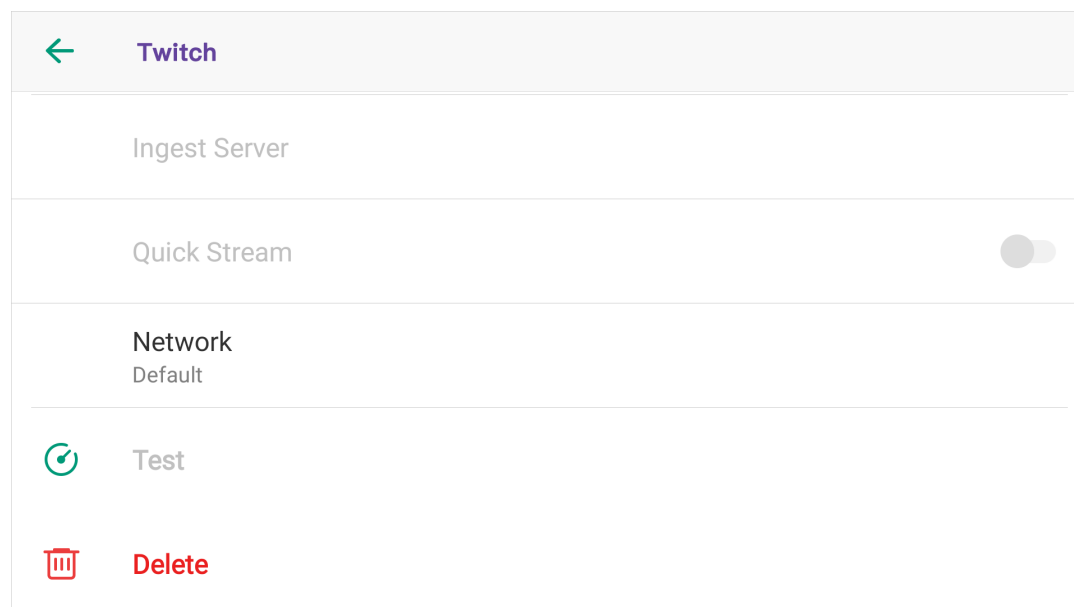 Twitch
Ingest Server
Quick Stream
Network
Default
Test
Delete